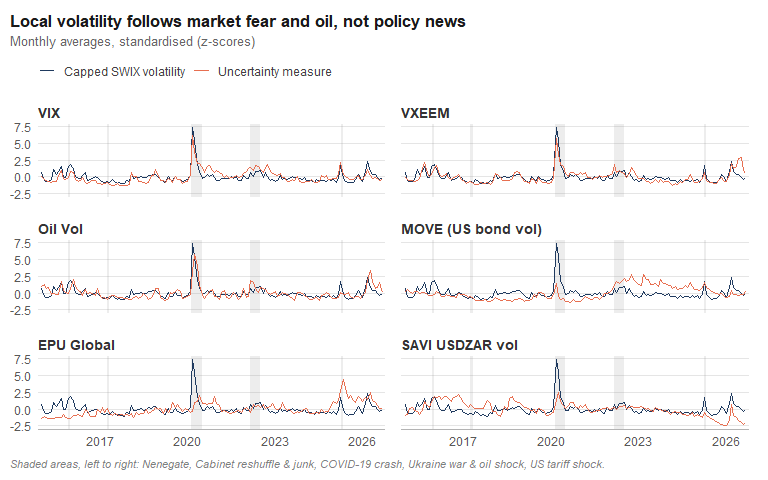 Local volatility follows market fear and oil, not policy news
Monthly averages, standardised (z-scores)
Capped SWIX volatility Uncertainty measure
VIX VXEEM
7.5
5.0
2.5
0.0
-2.5
Oil Vol MOVE (US bond vol)
7.5
5.0
2.5
0.0
-2.5
EPU Global SAVI USDZAR vol
7.5
5.0
2.5
0.0
-2.5
2017 2020 2023 2026 2017 2020 2023 2026
Shaded areas, left to right: Nenegate, Cabinet reshuffle & junk, COVID-19 crash, Ukraine war & oil shock, US tariff shock.